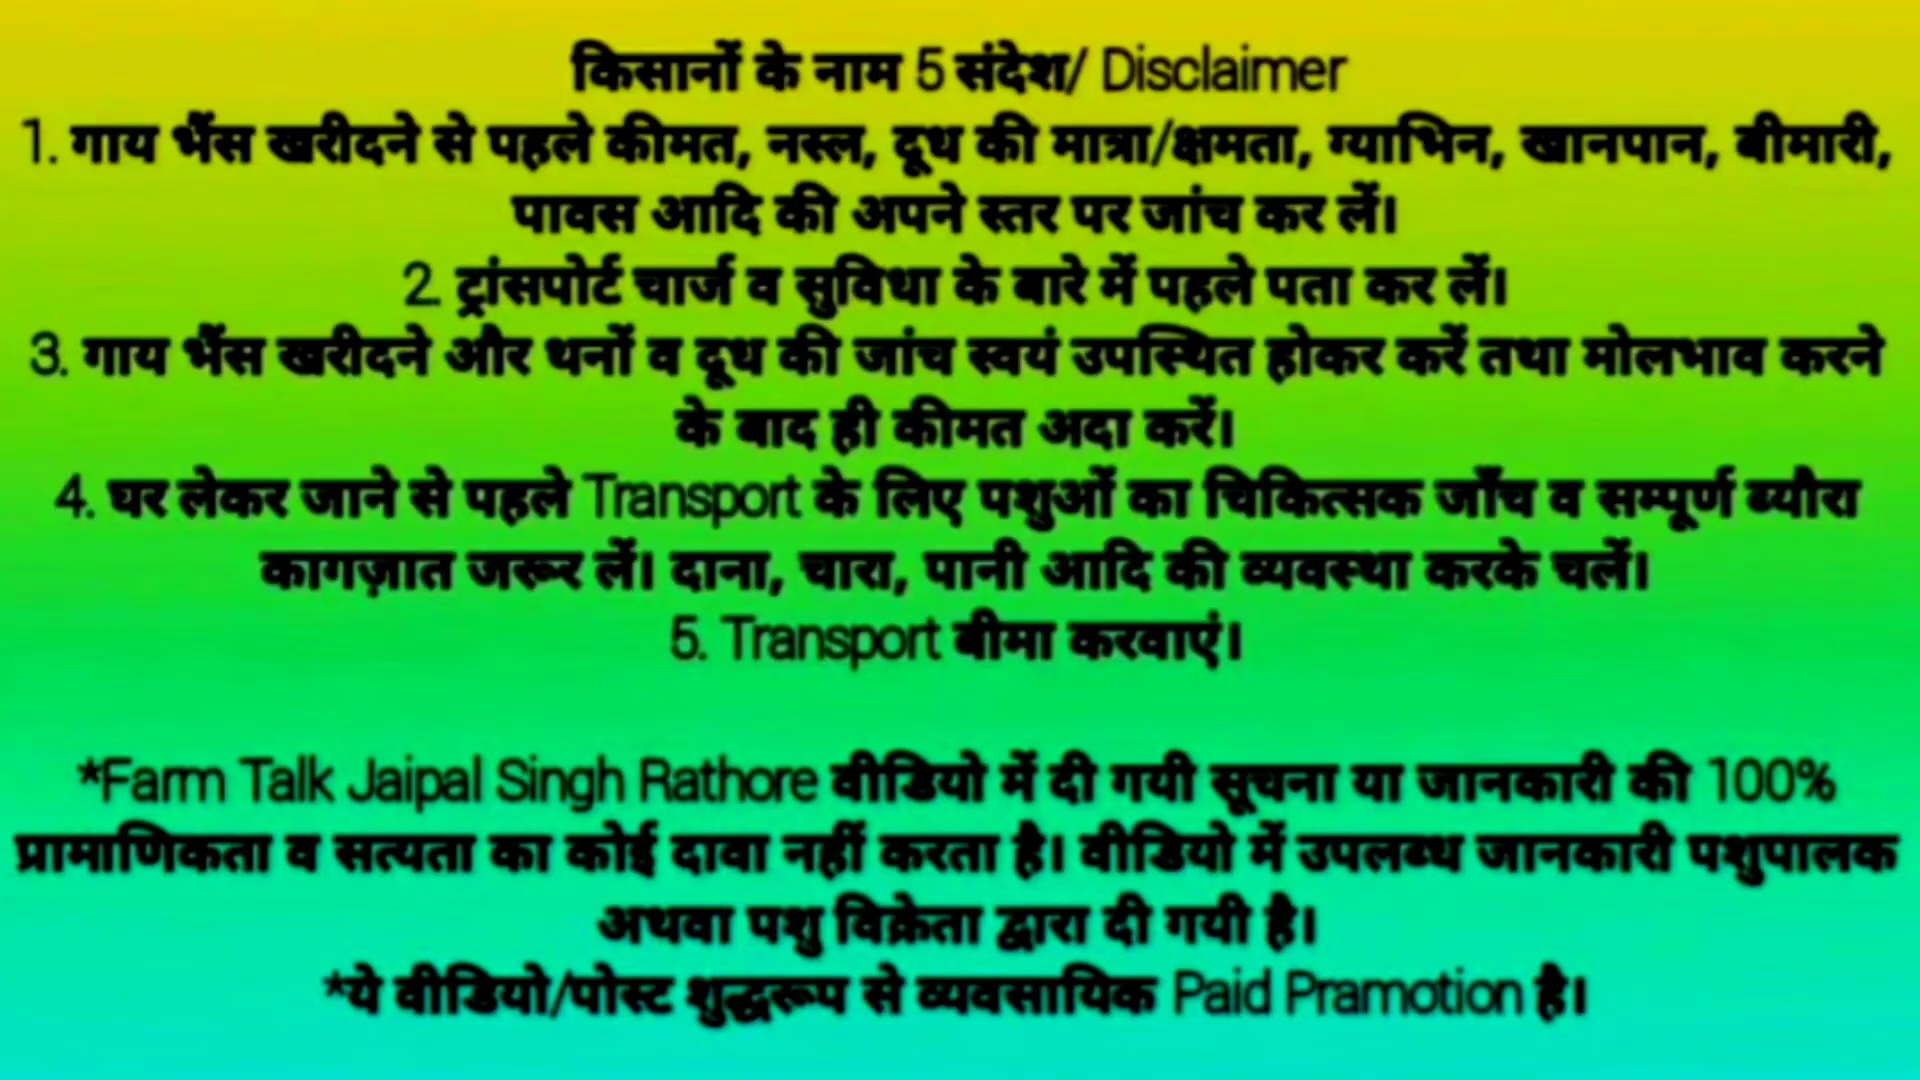 किसानों के नाम 5 संदेश/ Disclaimer
1. गाय भैंस खरीदने से पहले कीमत, नस्ल, दूध की मात्रा/क्षमता, ग्याभिन, खानपान, बीमारी,
पावस आदि की अपने स्तर पर जांच कर लें।
2. ट्रांसपोर्ट चार्ज व सुविधा के बारे में पहले पता कर लें।
3. गाय भैंस खरीदने और थनों व दूध की जांच स्वयं उपस्थित होकर करें तथा मोलभाव करने
के बाद ही कीमत अदा करें।
4. घर लेकर जाने से पहले Transport के लिए पशुओं का चिकित्सक जाँच व सम्पूर्ण ब्यौरा
कागज़ात जरूर लें। दाना, चारा, पानी आदि की व्यवस्था करके चलें।
5. Transport बीमा करवाएं।
*Farm Talk Jaipal Singh Rathore वीडियो में दी गयी सूचना या जानकारी की 100%
प्रामाणिकता व सत्यता का कोई दावा नहीं करता है। वीडियो में उपलब्ध जानकारी पशुपालक
अथवा पशु विक्रेता द्वारा दी गयी है।
*ये वीडियो/पोस्ट शुद्धरूप से व्यवसायिक Paid Pramotion है।